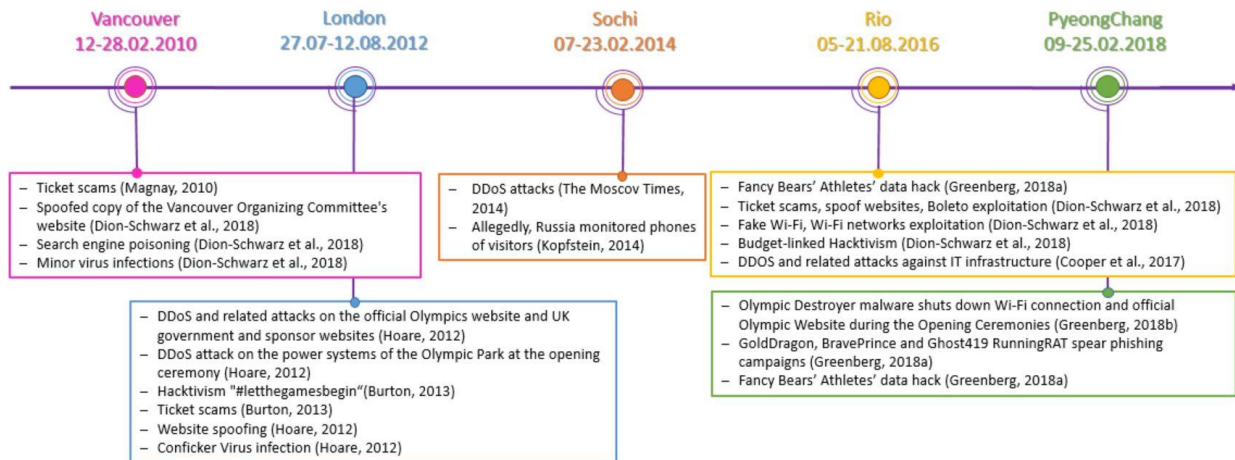 Vancouver
12-28.02.2010
London
27.07-12.08.2012
Sochi
07-23.02.2014
Rio
05-21.08.2016
PyeongChang
09-25.02.2018
– Ticket scams (Magnay, 2010)
– Spoofed copy of the Vancouver Organizing Committee's
website (Dion-Schwarz et al., 2018)
– Search engine poisoning (Dion-Schwarz et al., 2018)
– Minor virus infections (Dion-Schwarz et al., 2018)
– DDoS and related attacks on the official Olympics website and UK
government and sponsor websites (Hoare, 2012)
– DDoS attack on the power systems of the Olympic Park at the opening
ceremony (Hoare, 2012)
– Hacktivism "#letthegamesbegin“(Burton, 2013)
– Ticket scams (Burton, 2013)
– Website spoofing (Hoare, 2012)
– Conficker Virus infection (Hoare, 2012)
– DDoS attacks (The Moscov Times,
2014)
– Allegedly, Russia monitored phones
of visitors (Kopfstein, 2014)
– Fancy Bears’ Athletes’ data hack (Greenberg, 2018a)
– Ticket scams, spoof websites, Boleto exploitation (Dion-Schwarz et al., 2018)
– Fake Wi-Fi, Wi-Fi networks exploitation (Dion-Schwarz et al., 2018)
– Budget-linked Hacktivism (Dion-Schwarz et al., 2018)
– DDOS and related attacks against IT infrastructure (Cooper et al., 2017)
– Olympic Destroyer malware shuts down Wi-Fi connection and official
Olympic Website during the Opening Ceremonies (Greenberg, 2018b)
– GoldDragon, BravePrince and Ghost419 RunningRAT spear phishing
campaigns (Greenberg, 2018a)
– Fancy Bears’ Athletes’ data hack (Greenberg, 2018a)